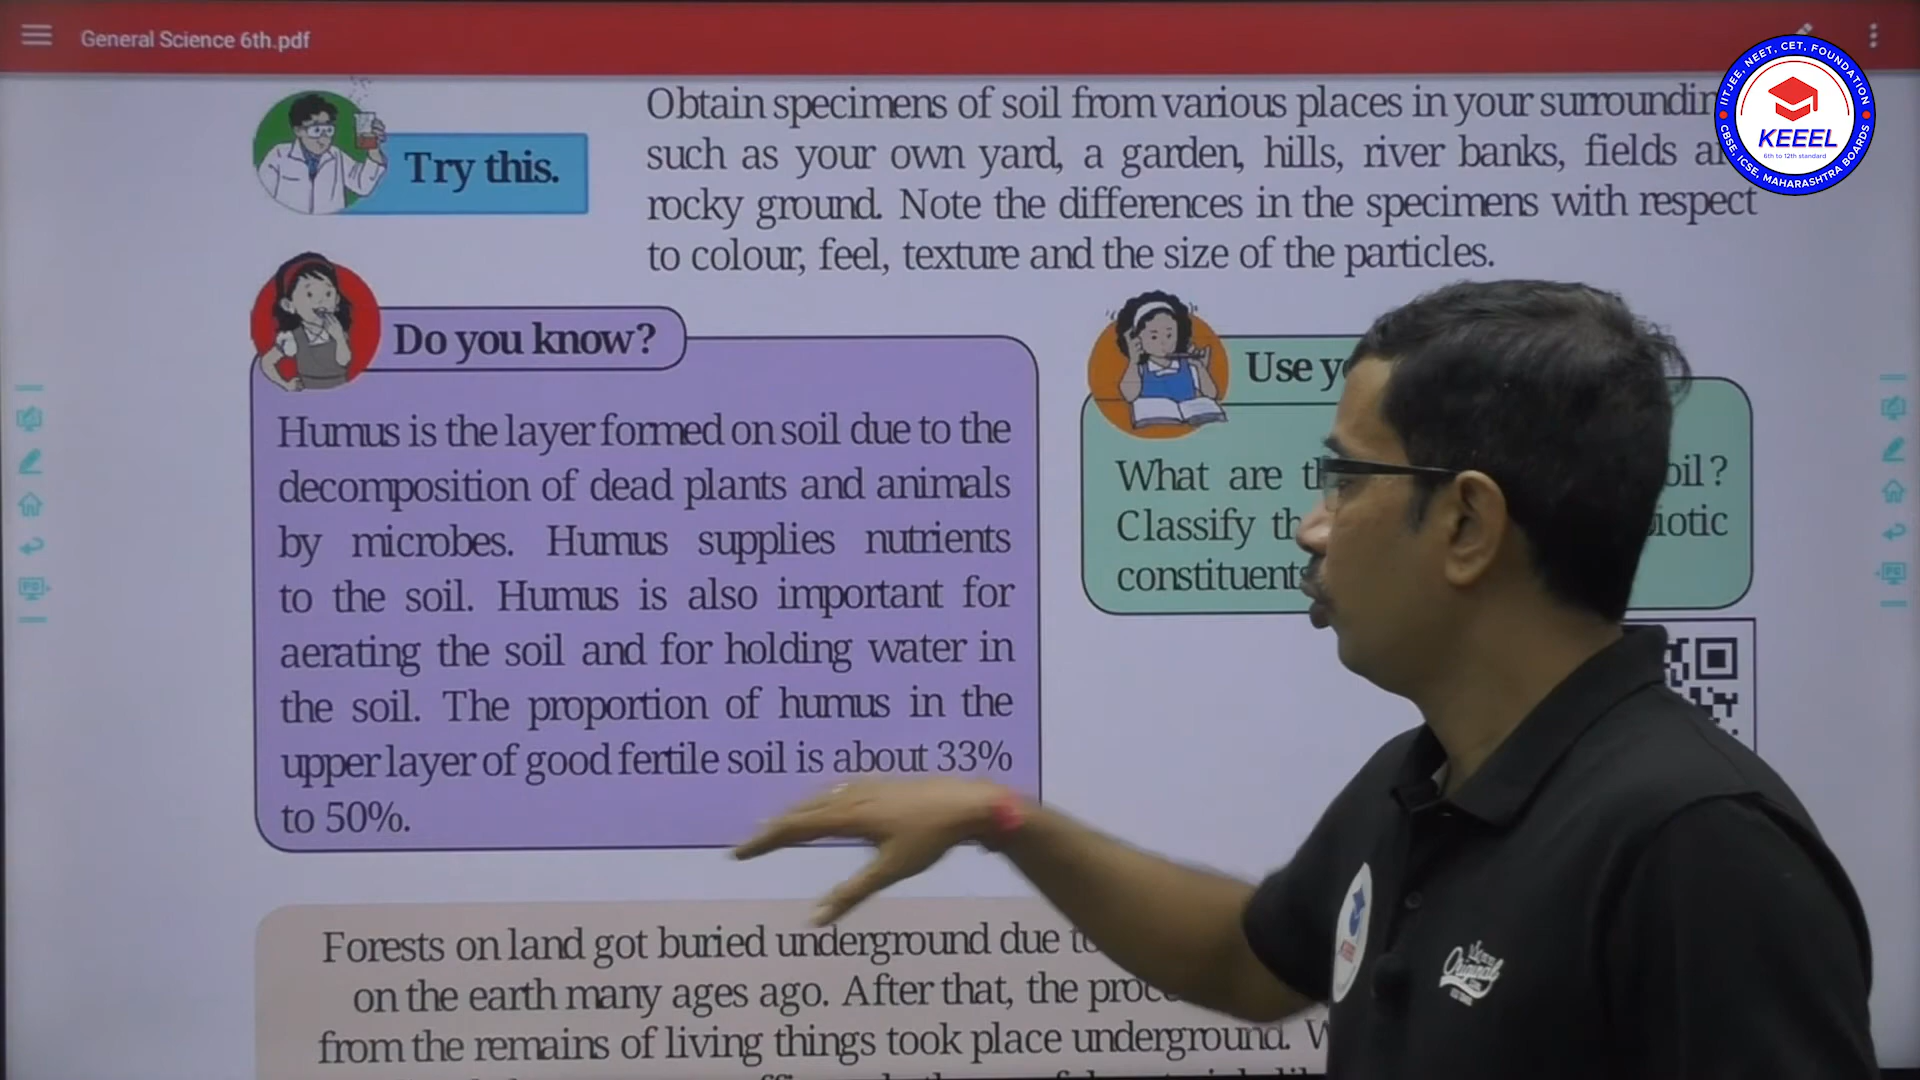 General Science 6th.pdf
IITJEE, NEET, CET, FOUNDATION
KEEEL
6th to 12th standard
CBSE, ICSE, MAHARASHTRA BOARDS
Try this.
Obtain specimens of soil from various places in your
such as your own yard, a garden, hills, river banks, fields
rocky ground. Note the differences in the specimens with respect
to colour, feel, texture and the size of the particles.
Do you know?
Humus is the layer formed on soil due to the
decomposition of dead plants and animals
by microbes. Humus supplies nutrients
to the soil. Humus is also important for
aerating the soil and for holding water in
the soil. The proportion of humus in the
upper layer of good fertile soil is about 33%
to 50%.
Use
What are
Classify
constituents
Forests on land got buried underground due
on the earth many ages ago. After that, the
from the remains of living things took place underground.
Original